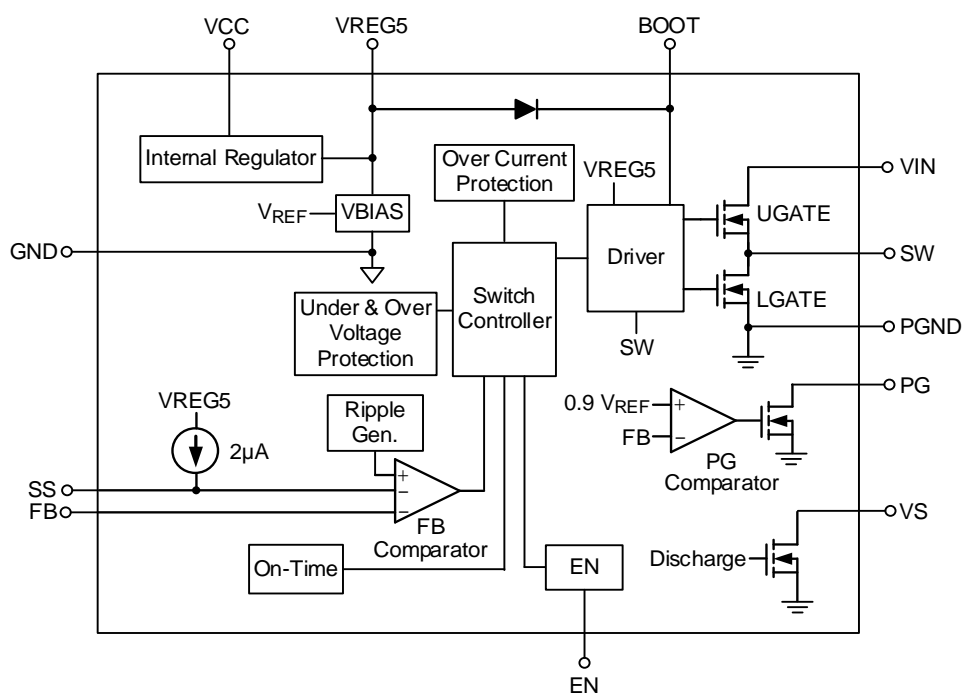 VCC
VREG5
BOOT
Internal Regulator
Over Current
Protection
VREG5
VIN
UGATE
VREF
VBIAS
GND
Driver
SW
Switch
Controller
LGATE
Under & Over
Voltage
Protection
SW
PGND
PG
VREG5
Ripple
Gen.
0.9 VREF
+
FB
−
2µA
PG
Comparator
+
SS
−
FB
−
FB
Comparator
VS
On-Time
EN
Discharge
EN